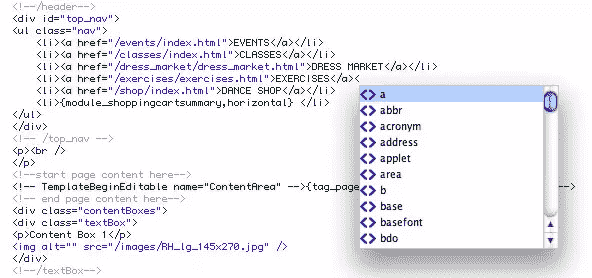 <!--/header-->
<div id="top_nav">
<ul class="nav">
<li><a href="/events/index.html">EVENTS</a></li>
<li><a href="/classes/index.html">CLASSES</a></li>
<li><a href="/dress_market/dress_market.html">DRESS MARKET</a></li>
<li><a href="/exercises/exercises.html">EXERCISES</a><
<li><a href="/shop/index.html">DANCE SHOP</a></li>
<li>{module_shoppingcartsummary,horizontal} </li>
</ul>
</div>
<!-- /top_nav -->
<p><br />
</p>
<!--start page content here-->
<!-- TemplateBeginEditable name="ContentArea" -->{tag_page -->
<!-- end page content here-->
<div class="contentBoxes">
<div class="textBox">
<p>Content Box 1</p>
<img alt="" src="/images/RH_lg_145x270.jpg" />
</div>
<!--/textBox-->
<> a
<> abbr
<> acronym
<> address
<> applet
<> area
<> b
<> base
<> basefont
<> bdo